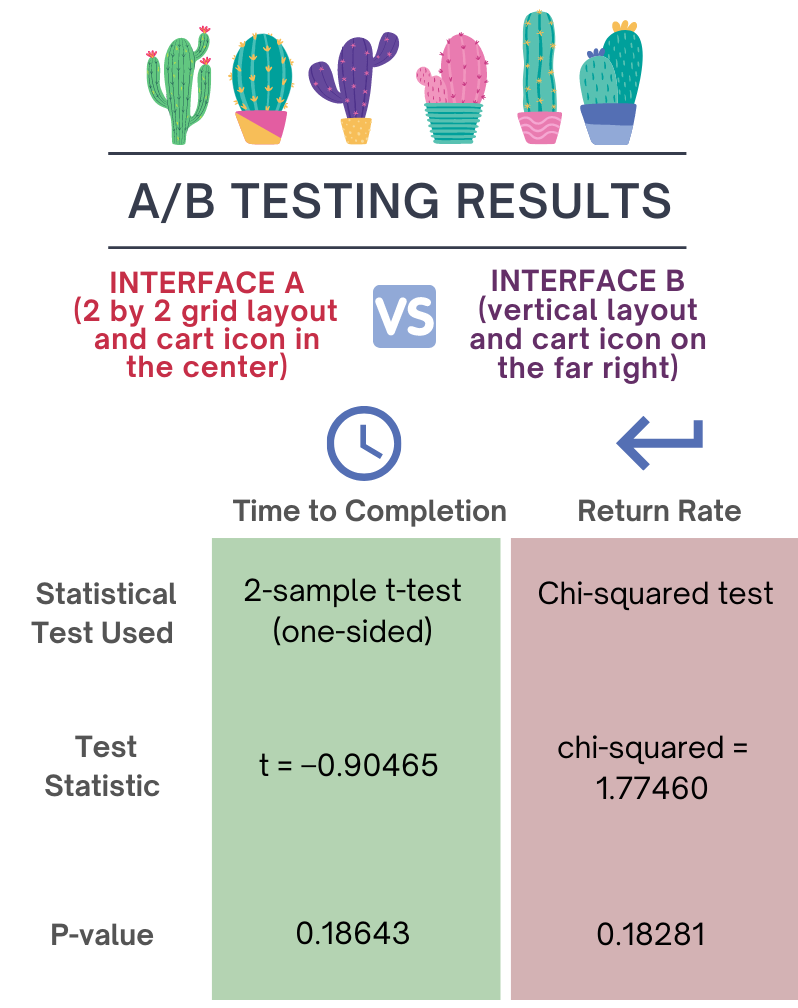 A/B TESTING RESULTS
INTERFACE A
(2 by 2 grid layout
and cart icon in
the center)
VS
INTERFACE B
(vertical layout
and cart icon on
the far right)
Time to Completion
Return Rate
Statistical
Test Used
2-sample t-test
(one-sided)
Chi-squared test
Test
Statistic
t = –0.90465
chi-squared =
1.77460
P-value
0.18643
0.18281